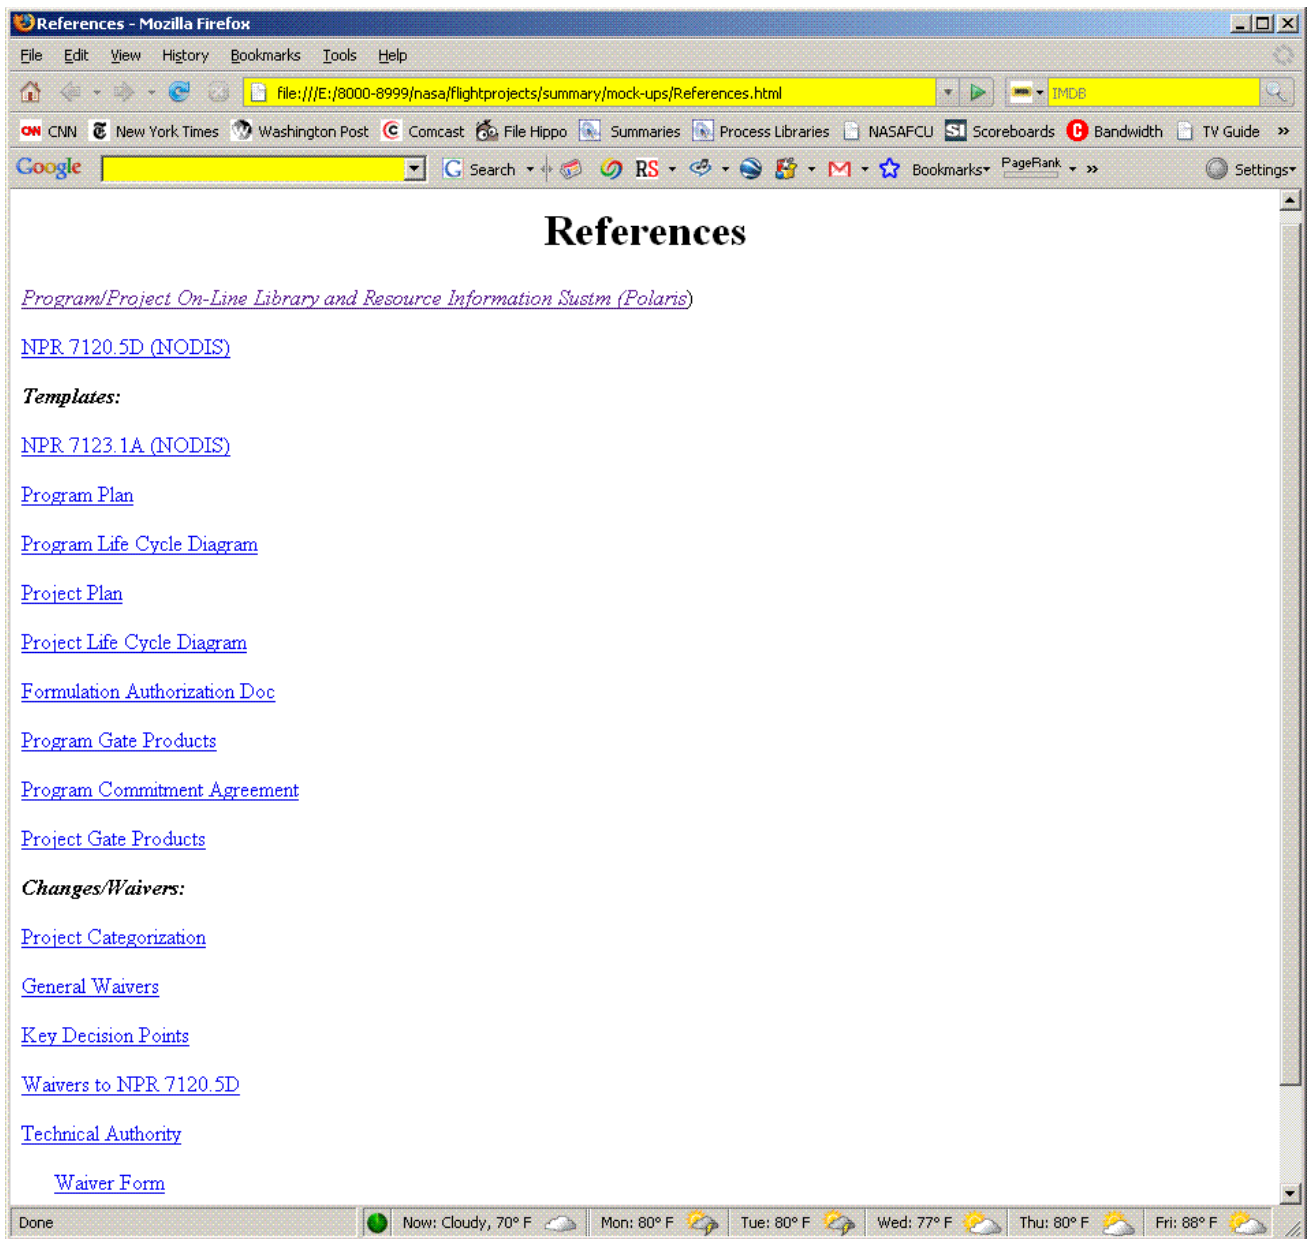 References - Mozilla Firefox
File Edit View History Bookmarks Tools Help
file:///E:/8000-8999/nasa/flightprojects/summary/mock-ups/References.html IMDB
CNN CNN New York Times Washington Post Comcast File Hippo Summaries Process Libraries NASAFCU Scoreboards Bandwidth TV Guide »
Google G Search RS Bookmarks PageRank » Settings
References
Program/Project On-Line Library and Resource Information Sustm (Polaris)
NPR 7120.5D (NODIS)
Templates:
NPR 7123.1A (NODIS)
Program Plan
Program Life Cycle Diagram
Project Plan
Project Life Cycle Diagram
Formulation Authorization Doc
Program Gate Products
Program Commitment Agreement
Project Gate Products
Changes/Waivers:
Project Categorization
General Waivers
Key Decision Points
Waivers to NPR 7120.5D
Technical Authority
Waiver Form
Done Now: Cloudy, 70° F Mon: 80° F Tue: 80° F Wed: 77° F Thu: 80° F Fri: 88° F